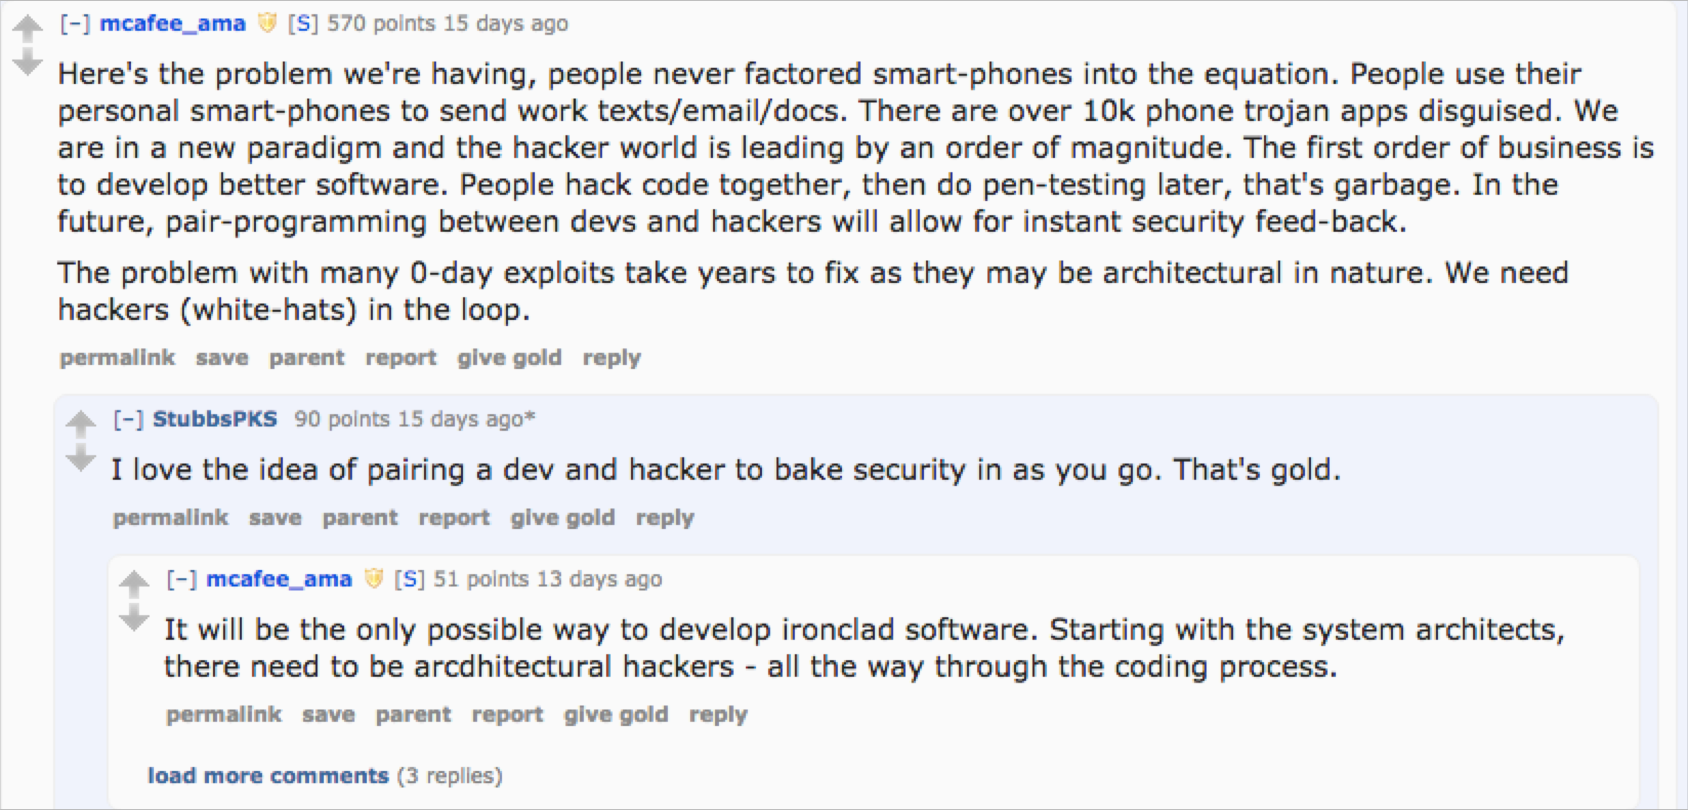 [-] mcafee_ama [S] 570 points 15 days ago
Here's the problem we're having, people never factored smart-phones into the equation. People use their
personal smart-phones to send work texts/email/docs. There are over 10k phone trojan apps disguised. We
are in a new paradigm and the hacker world is leading by an order of magnitude. The first order of business is
to develop better software. People hack code together, then do pen-testing later, that's garbage. In the
future, pair-programming between devs and hackers will allow for instant security feed-back.
The problem with many 0-day exploits take years to fix as they may be architectural in nature. We need
hackers (white-hats) in the loop.
permalink save parent report give gold reply
[-] StubbsPKS 90 points 15 days ago*
I love the idea of pairing a dev and hacker to bake security in as you go. That's gold.
permalink save parent report give gold reply
[-] mcafee_ama [S] 51 points 13 days ago
It will be the only possible way to develop ironclad software. Starting with the system architects,
there need to be arcdhitectural hackers - all the way through the coding process.
permalink save parent report give gold reply
load more comments (3 replies)